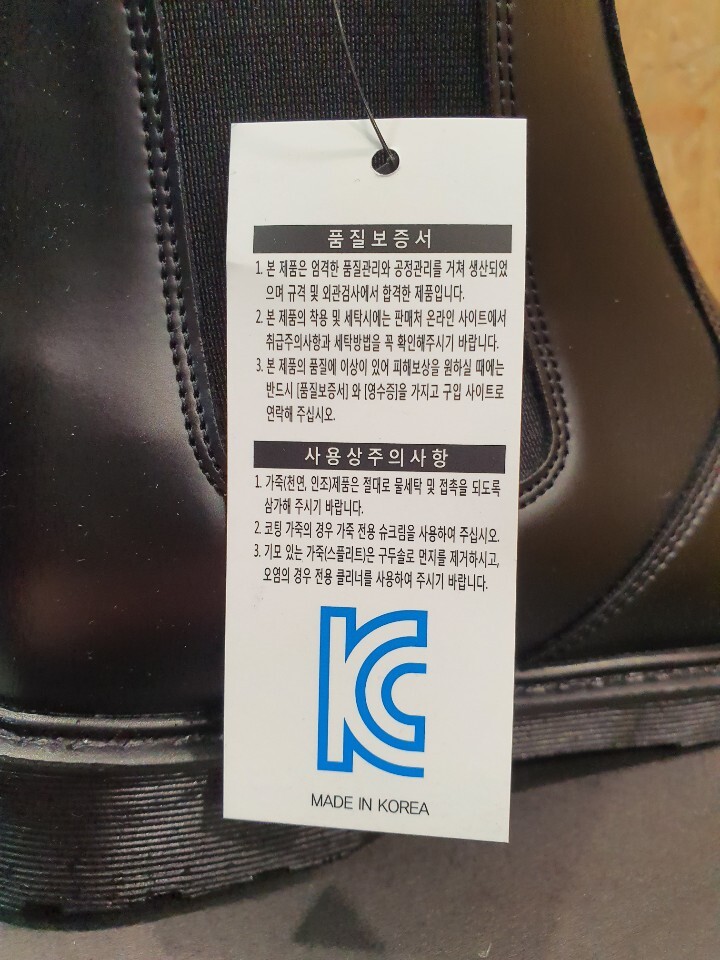 품질보증서
1. 본 제품은 엄격한 품질관리와 공정관리를 거쳐 생산되었
으며 규격 및 외관검사에서 합격한 제품입니다.
2. 본 제품의 착용 및 세탁시에는 판매처 온라인 사이트에서
취급주의사항과 세탁방법을 꼭 확인해주시기 바랍니다.
3. 본 제품의 품질에 이상이 있어 피해보상을 원하실 때에는
반드시 [품질보증서] 와 [영수증]을 가지고 구입 사이트로
연락해 주십시오.
사용상주의사항
1. 가죽(천연, 인조)제품은 절대로 물세탁 및 접촉을 되도록
삼가해 주시기 바랍니다.
2. 코팅 가죽의 경우 가죽 전용 슈크림을 사용하여 주십시오.
3. 기모 있는 가죽(스플리트)은 구두솔로 먼지를 제거하시고,
오염의 경우 전용 클리너를 사용하여 주시기 바랍니다.
KC
MADE IN KOREA